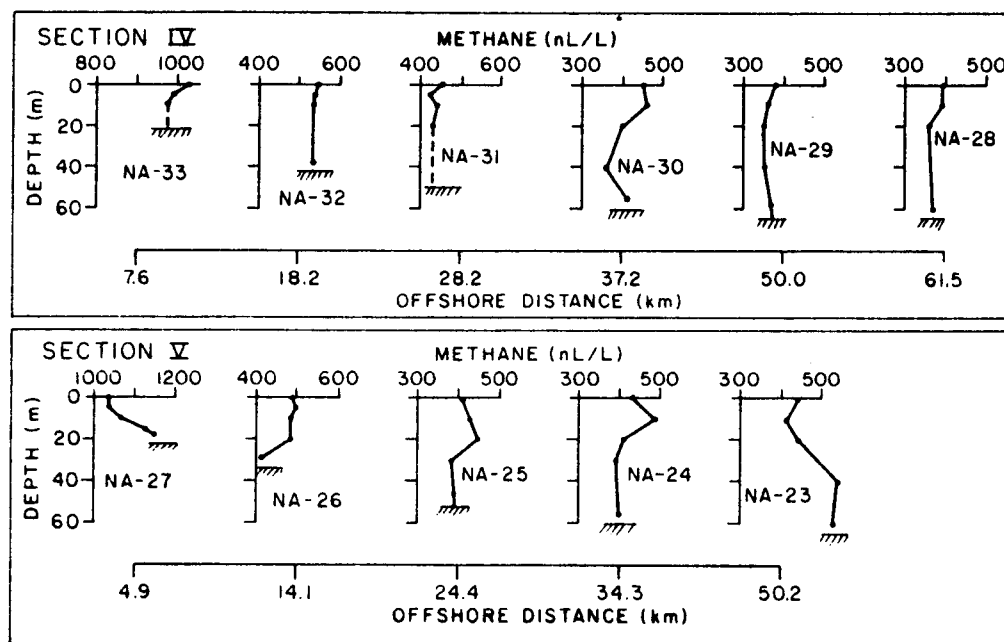 SECTION IV
METHANE (nL/L)
800 1000 400 600 400 600 300 500 300 500 300 500
0
20
40
60
DEPTH (m)
NA-33
NA-32
NA-31
NA-30
NA-29
NA-28
7.6 18.2 28.2 37.2 50.0 61.5
OFFSHORE DISTANCE (km)
SECTION V
METHANE (nL/L)
1000 1200 400 600 300 500 300 500 300 500
0
20
40
60
DEPTH (m)
NA-27
NA-26
NA-25
NA-24
NA-23
4.9 14.1 24.4 34.3 50.2
OFFSHORE DISTANCE (km)